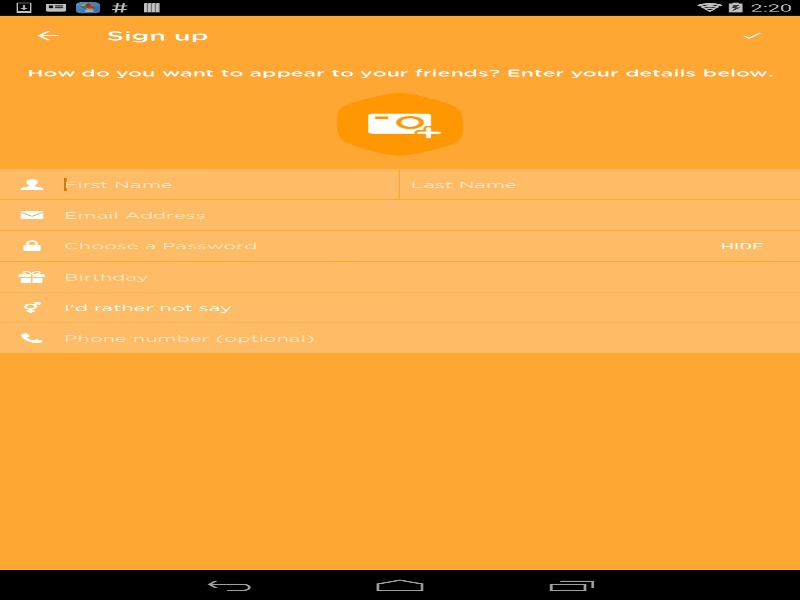 2:20
Sign up
How do you want to appear to your friends? Enter your details below.
First Name Last Name
Email Address
Choose a Password HIDE
Birthday
I'd rather not say
Phone number (optional)